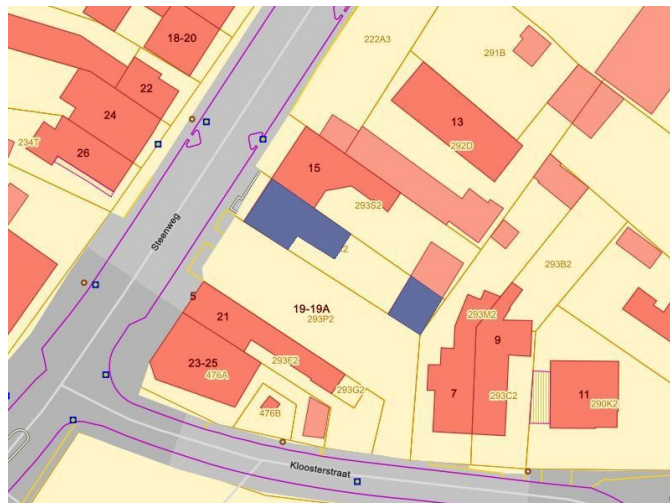 18-20
222A3
291B
22
24
13
26
234T
292D
15
293S2
Steenweg
293B2
5
19-19A
293P2
21
293M2
9
23-25
293F2
476A
293G2
7
293C2
11
290K2
476B
Kloosterstraat